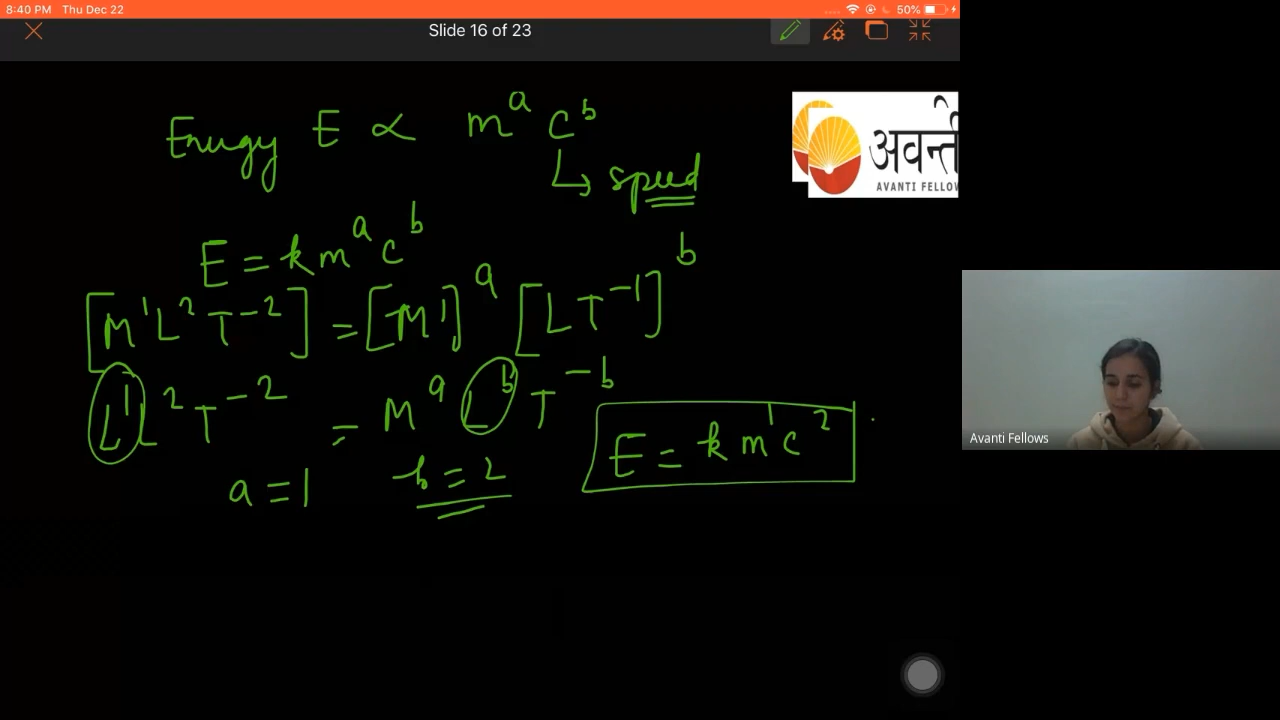 8:40 PM Thu Dec 22
50%
Slide 16 of 23
Enugy E ∝ m^a c^b
↳ speed
अवन्ती
AVANTI FELLOW
E = k m^a c^b
[M^1 L^2 T^-2] = [M^1]^a [L T^-1]^b
L^1 L^2 T^-2 = M^a L^b T^-b
a = 1 b = 2
E = k m^1 c^2
Avanti Fellows